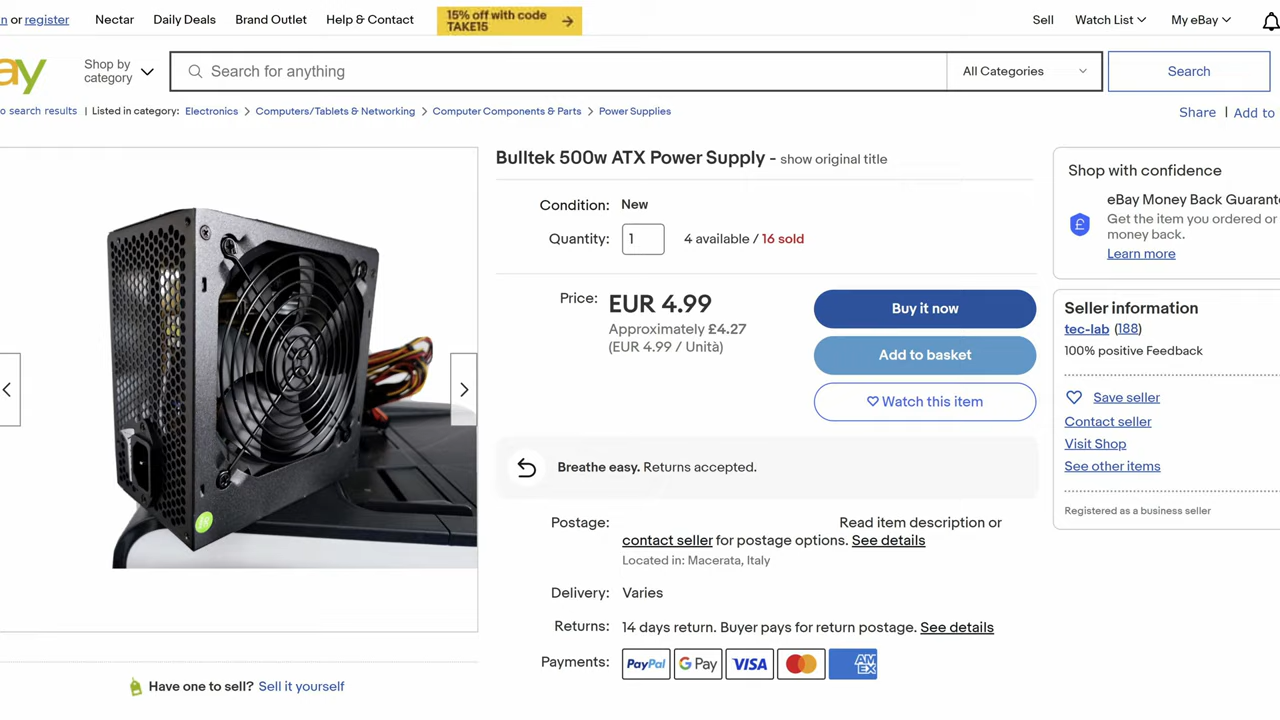 or register
Nectar
Daily Deals
Brand Outlet
Help & Contact
15% off with code
TAKE15
Sell
Watch List
My eBay
ay
Shop by
category
Search for anything
All Categories
Search
search results | Listed in category: Electronics > Computers/Tablets & Networking > Computer Components & Parts > Power Supplies
Share | Add to
Bulltek 500w ATX Power Supply - show original title
Condition: New
Quantity: 1 4 available / 16 sold
Price: EUR 4.99
Approximately £4.27
(EUR 4.99 / Unità)
Buy it now
Add to basket
Watch this item
Breathe easy. Returns accepted.
Postage: Read item description or
contact seller for postage options. See details
Located in: Macerata, Italy
Delivery: Varies
Returns: 14 days return. Buyer pays for return postage. See details
Payments: PayPal G Pay VISA AM EX
Have one to sell? Sell it yourself
Shop with confidence
eBay Money Back Guarant
Get the item you ordered or
money back.
Learn more
Seller information
tec-lab (188)
100% positive Feedback
Save seller
Contact seller
Visit Shop
See other items
Registered as a business seller